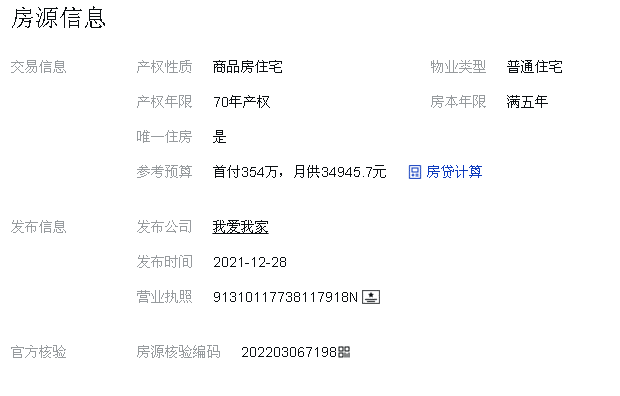 房源信息
交易信息 产权性质 商品房住宅 物业类型 普通住宅
产权年限 70年产权 房本年限 满五年
唯一住房 是
参考预算 首付354万，月供34945.7元 房贷计算
发布信息 发布公司 我爱我家
发布时间 2021-12-28
营业执照 91310117738117918N
官方核验 房源核验编码 202203067198